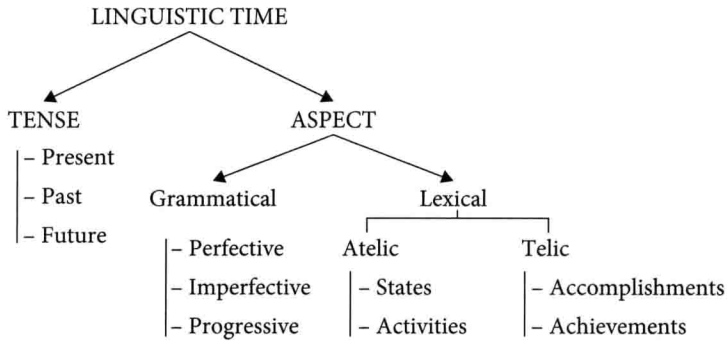 LINGUISTIC TIME
TENSE
– Present
– Past
– Future
ASPECT
Grammatical
– Perfective
– Imperfective
– Progressive
Lexical
Atelic
– States
– Activities
Telic
– Accomplishments
– Achievements